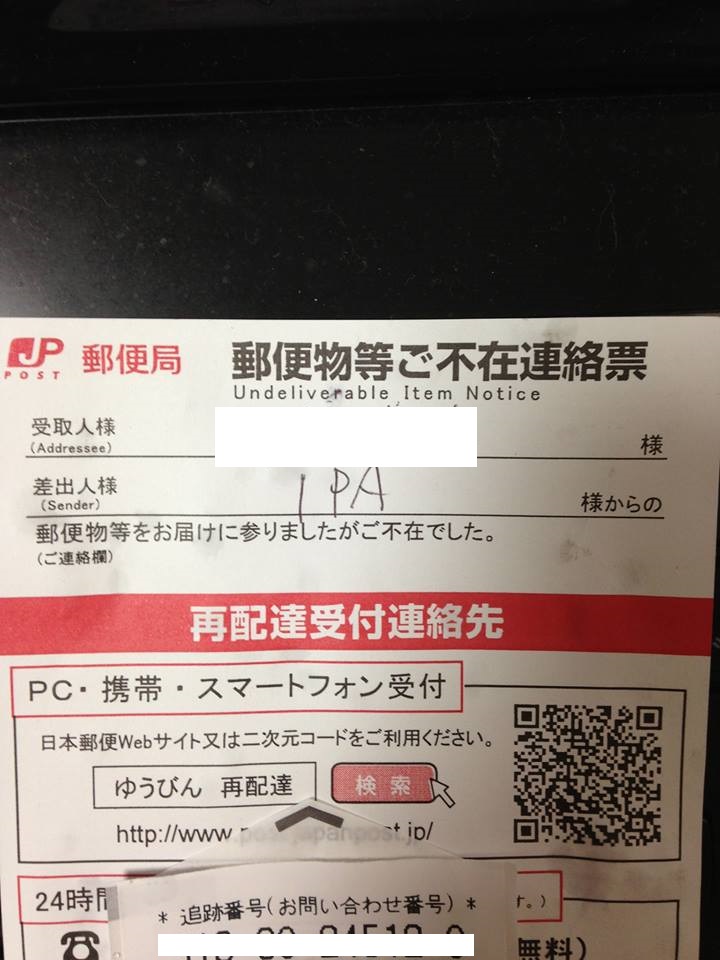 JP POST 郵便局
郵便物等ご不在連絡票
Undeliverable Item Notice
受取人様
(Addressee)
様
差出人様
(Sender)
IPA
様からの
郵便物等をお届けに参りましたがご不在でした。
(ご連絡欄)
再配達受付連絡先
PC・携帯・スマートフォン受付
日本郵便Webサイト又は二次元コードをご利用ください。
ゆうびん 再配達
検索
http://www.post.japanpost.jp/
24時間
す。)
* 追跡番号(お問い合わせ番号) *
無料)